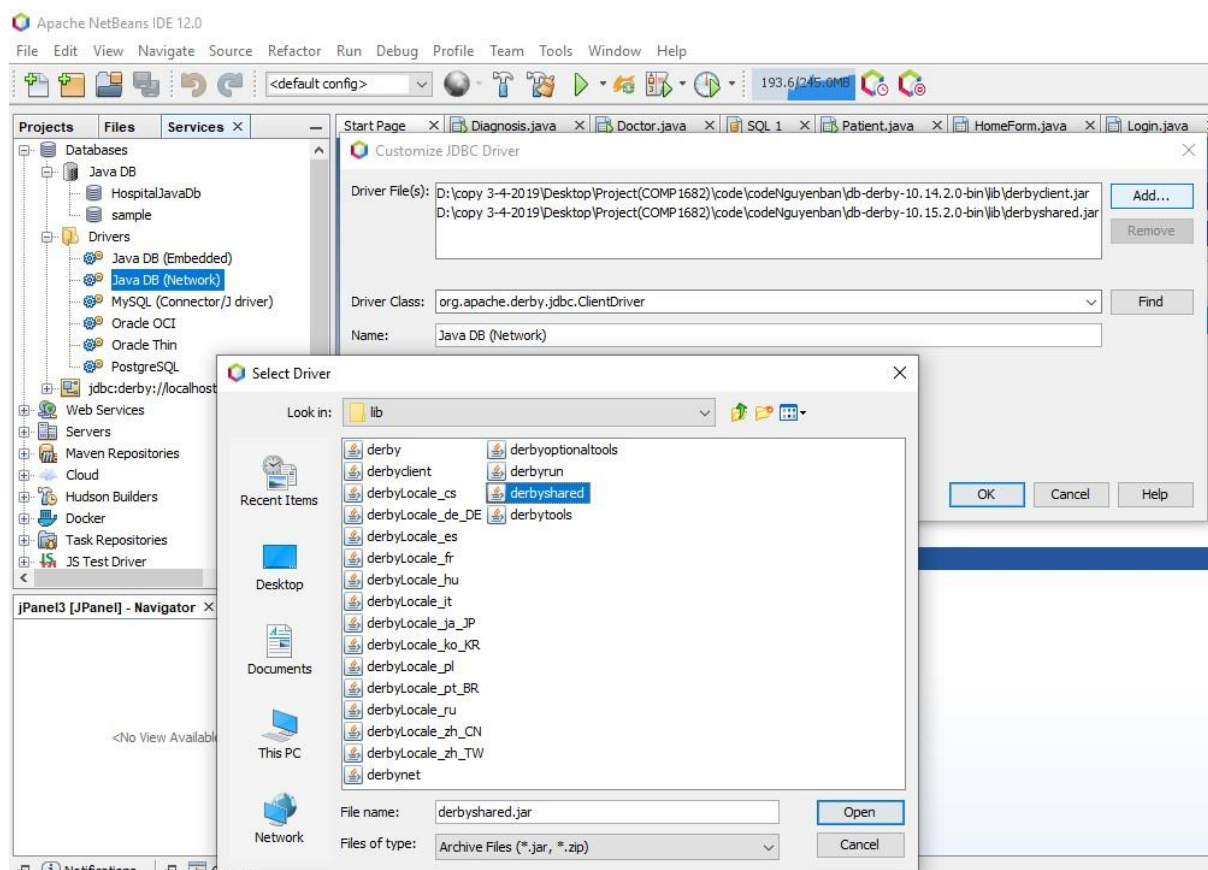 Apache NetBeans IDE 12.0
File Edit View Navigate Source Refactor Run Debug Profile Team Tools Window Help
<default config> 193.6/245.0MB
Projects Files Services
Databases
Java DB
HospitalJavaDb
sample
Drivers
Java DB (Embedded)
Java DB (Network)
MySQL (Connector/J driver)
Oracle OCI
Oracle Thin
PostgreSQL
jdbc:derby://localhost
Web Services
Servers
Maven Repositories
Cloud
Hudson Builders
Docker
Task Repositories
JS Test Driver
jPanel3 [JPanel] - Navigator
<No View Available
Start Page Diagnosis.java Doctor.java SQL 1 Patient.java HomeForm.java Login.java
Customize JDBC Driver
Driver File(s): D:\copy 3-4-2019\Desktop\Project(COMP1682)\code\codeNguyenban\db-derby-10.14.2.0-bin\lib\derbyclient.jar Add...
D:\copy 3-4-2019\Desktop\Project(COMP1682)\code\codeNguyenban\db-derby-10.15.2.0-bin\lib\derbyshared.jar
Remove
Driver Class: org.apache.derby.jdbc.ClientDriver Find
Name: Java DB (Network)
OK Cancel Help
Select Driver
Look in: lib
Recent Items
Desktop
Documents
This PC
Network
derby
derbyclient
derbyLocale_cs
derbyLocale_de_DE
derbyLocale_es
derbyLocale_fr
derbyLocale_hu
derbyLocale_it
derbyLocale_ja_JP
derbyLocale_ko_KR
derbyLocale_pl
derbyLocale_pt_BR
derbyLocale_ru
derbyLocale_zh_CN
derbyLocale_zh_TW
derbynet
derbyoptionaltools
derbyrun
derbyshared
derbytools
File name: derbyshared.jar Open
Files of type: Archive Files (*.jar, *.zip) Cancel